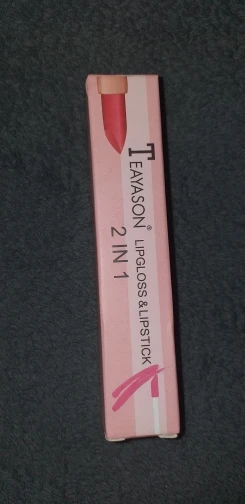 TEAYASON® LIPGLOSS & LIPSTICK
2 IN 1